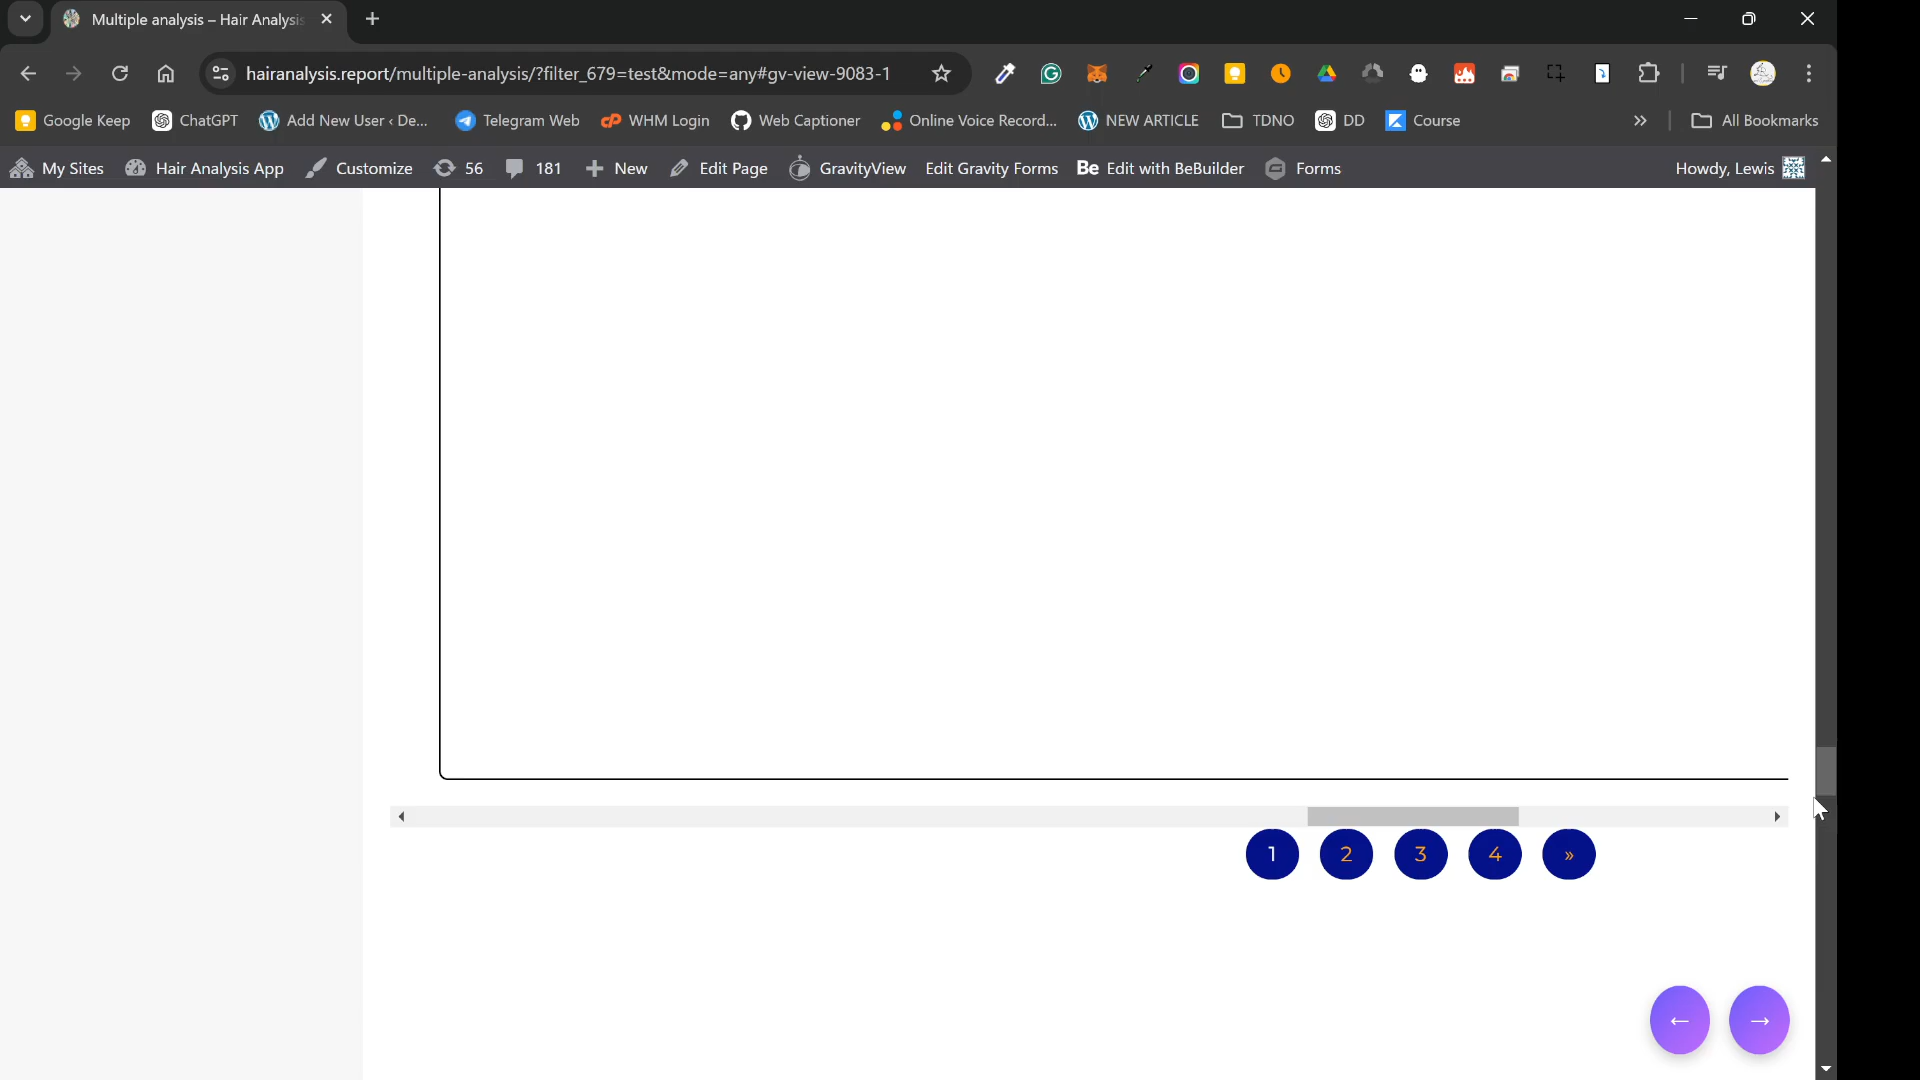 Multiple analysis – Hair Analysis
hairanalysis.report/multiple-analysis/?filter_679=test&mode=any#gv-view-9083-1
Google Keep
ChatGPT
Add New User ‹ De...
Telegram Web
WHM Login
Web Captioner
Online Voice Record...
NEW ARTICLE
TDNO
DD
Course
»
All Bookmarks
My Sites
Hair Analysis App
Customize
56
181
New
Edit Page
GravityView
Edit Gravity Forms
Be Edit with BeBuilder
Forms
Howdy, Lewis
1 2 3 4 »
← →